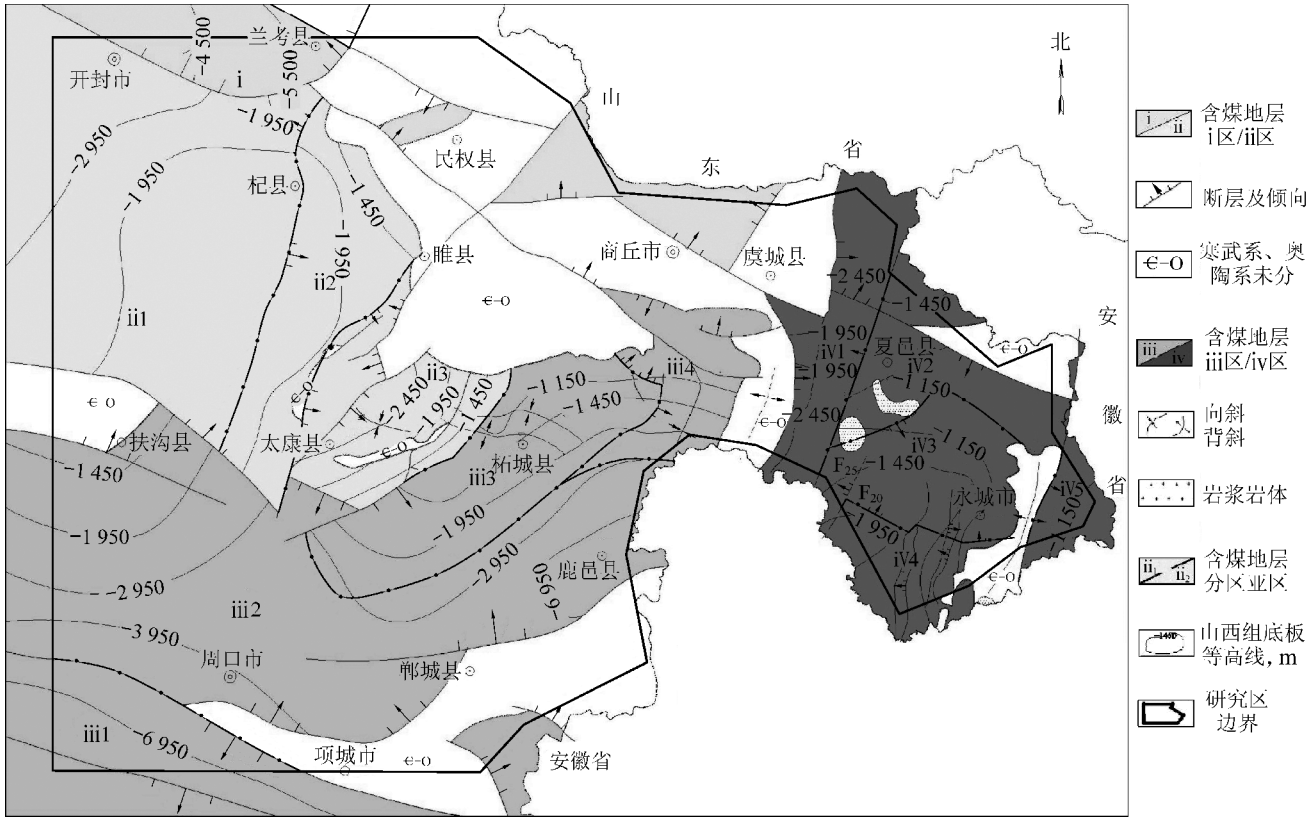 兰考县
-4 500
-5 500
北
开封市
i
山
-1 950
-2 950
民权县
东
省
-1 950
杞县
-1 450
-1 950
睢县
商丘市
虞城县
-2 450
ii2
-1 450
安
ii1
є-O
-1 950
iV1
夏邑县
є-O
iii4
iV2
-1 950
-1 150
ii3
-1 150
є-O
-2 450
-1 950
-1 450
-1 450
-2 450
徽
є-O
є-O
扶沟县
太康县
є-O
柘城县
iV3
-1 150
-1 450
F25
-1 450
iii3
iV5
省
F20
永城市
-150
-1 950
-1 950
-1 950
iV4
-2 950
鹿邑县
є-O
-2 950
-6 950
iii2
-3 950
周口市
郸城县
iii1
-6 950
项城市
є-O
安徽省
i
ii
含煤地层
i区/ii区
断层及倾向
є-O
寒武系、奥
陶系未分
iii
iv
含煤地层
iii区/iv区
向斜
背斜
岩浆岩体
ii1
ii2
含煤地层
分区亚区
-1450
山西组底板
等高线, m
研究区
边界